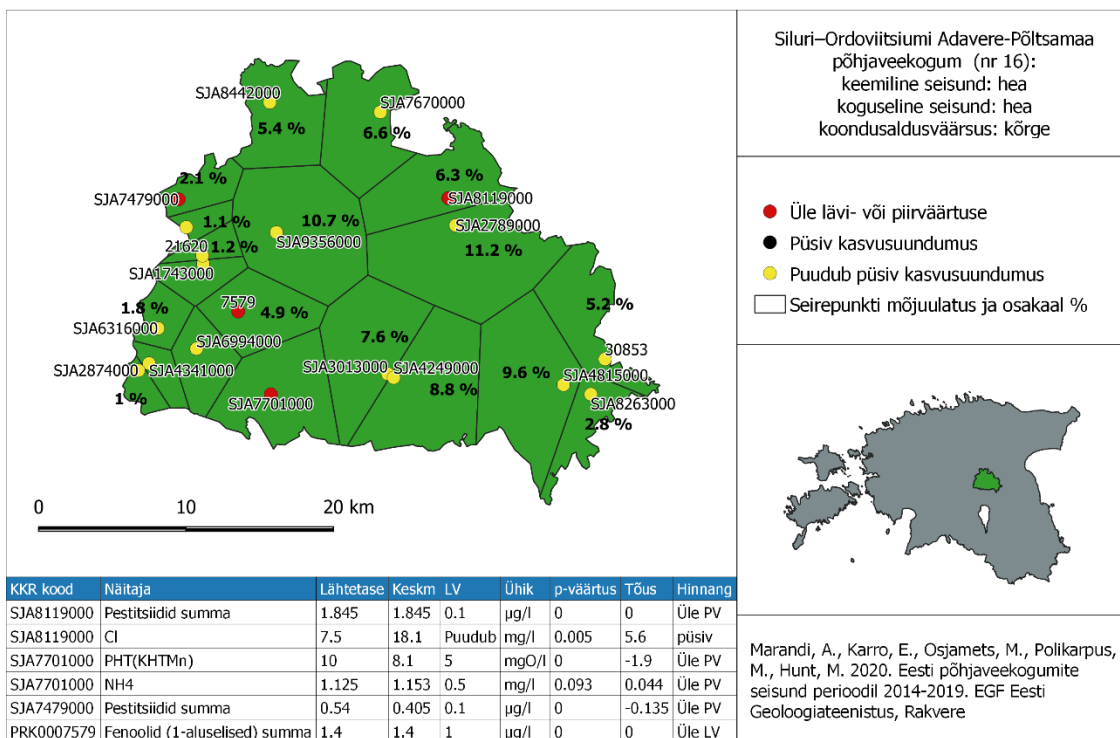 SJA8442000
SJA7670000
5.4 %
6.6 %
2.1 %
6.3 %
SJA7479000
SJA8119000
1.1 %
10.7 %
SJA2789000
21620
1.2 %
SJA9356000
11.2 %
SJA1743000
5.2 %
1.8 %
7579
4.9 %
SJA6316000
7.6 %
SJA6994000
30853
SJA2874000
SJA4341000
SJA3013000
SJA4249000
9.6 %
SJA4815000
1 %
SJA7701000
8.8 %
SJA8263000
2.8 %
0 10 20 km
Siluri–Ordoviitsiumi Adavere-Põltsamaa
põhjaveekogum (nr 16):
keemiline seisund: hea
koguseline seisund: hea
koondusaldusväärsus: kõrge
Üle lävi- või piirväärtuse
Püsiv kasvusuundumus
Puudub püsiv kasvusuundumus
Seirepunkti mõjuulatus ja osakaal %
KKR kood Näitaja Lähtetase Keskm LV Ühik p-väärtus Tõus Hinnang
SJA8119000 Pestitsiidid summa 1.845 1.845 0.1 µg/l 0 0 Üle PV
SJA8119000 Cl 7.5 18.1 Puudub mg/l 0.005 5.6 püsiv
SJA7701000 PHT(KHTMn) 10 8.1 5 mgO/l 0 -1.9 Üle PV
SJA7701000 NH4 1.125 1.153 0.5 mg/l 0.093 0.044 Üle PV
SJA7479000 Pestitsiidid summa 0.54 0.405 0.1 µg/l 0 -0.135 Üle PV
PRK0007579 Fenoolid (1-aluselised) summa 1.4 1.4 1 µg/l 0 0 Üle LV
Marandi, A., Karro, E., Osjamets, M., Polikarpus,
M., Hunt, M. 2020. Eesti põhjaveekogumite
seisund perioodil 2014-2019. EGF Eesti
Geoloogiateenistus, Rakvere